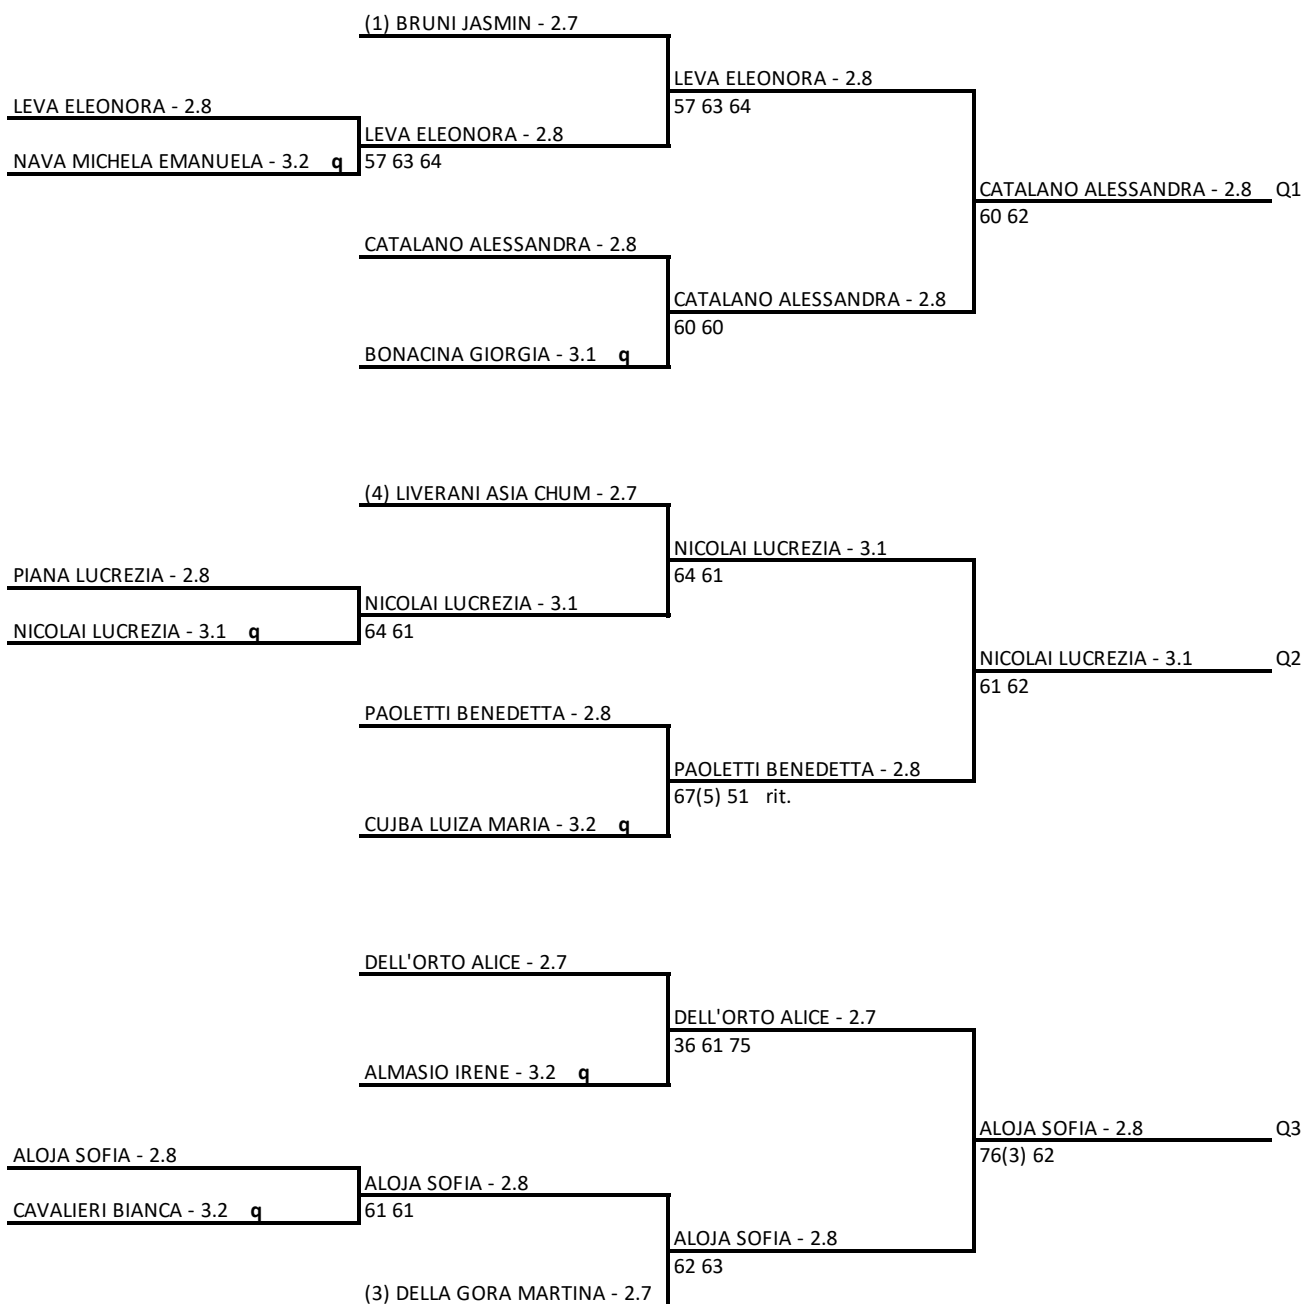 (1) BRUNI JASMIN - 2.7
LEVA ELEONORA - 2.8
57 63 64
LEVA ELEONORA - 2.8
LEVA ELEONORA - 2.8
NAVA MICHELA EMANUELA - 3.2 q
57 63 64
CATALANO ALESSANDRA - 2.8 Q1
60 62
CATALANO ALESSANDRA - 2.8
CATALANO ALESSANDRA - 2.8
60 60
BONACINA GIORGIA - 3.1 q
(4) LIVERANI ASIA CHUM - 2.7
NICOLAI LUCREZIA - 3.1
64 61
PIANA LUCREZIA - 2.8
NICOLAI LUCREZIA - 3.1
NICOLAI LUCREZIA - 3.1 q
64 61
NICOLAI LUCREZIA - 3.1 Q2
61 62
PAOLETTI BENEDETTA - 2.8
PAOLETTI BENEDETTA - 2.8
67(5) 51 rit.
CUJBA LUIZA MARIA - 3.2 q
DELL'ORTO ALICE - 2.7
DELL'ORTO ALICE - 2.7
36 61 75
ALMASIO IRENE - 3.2 q
ALOJA SOFIA - 2.8 Q3
76(3) 62
ALOJA SOFIA - 2.8
ALOJA SOFIA - 2.8
CAVALIERI BIANCA - 3.2 q
61 61
ALOJA SOFIA - 2.8
62 63
(3) DELLA GORA MARTINA - 2.7